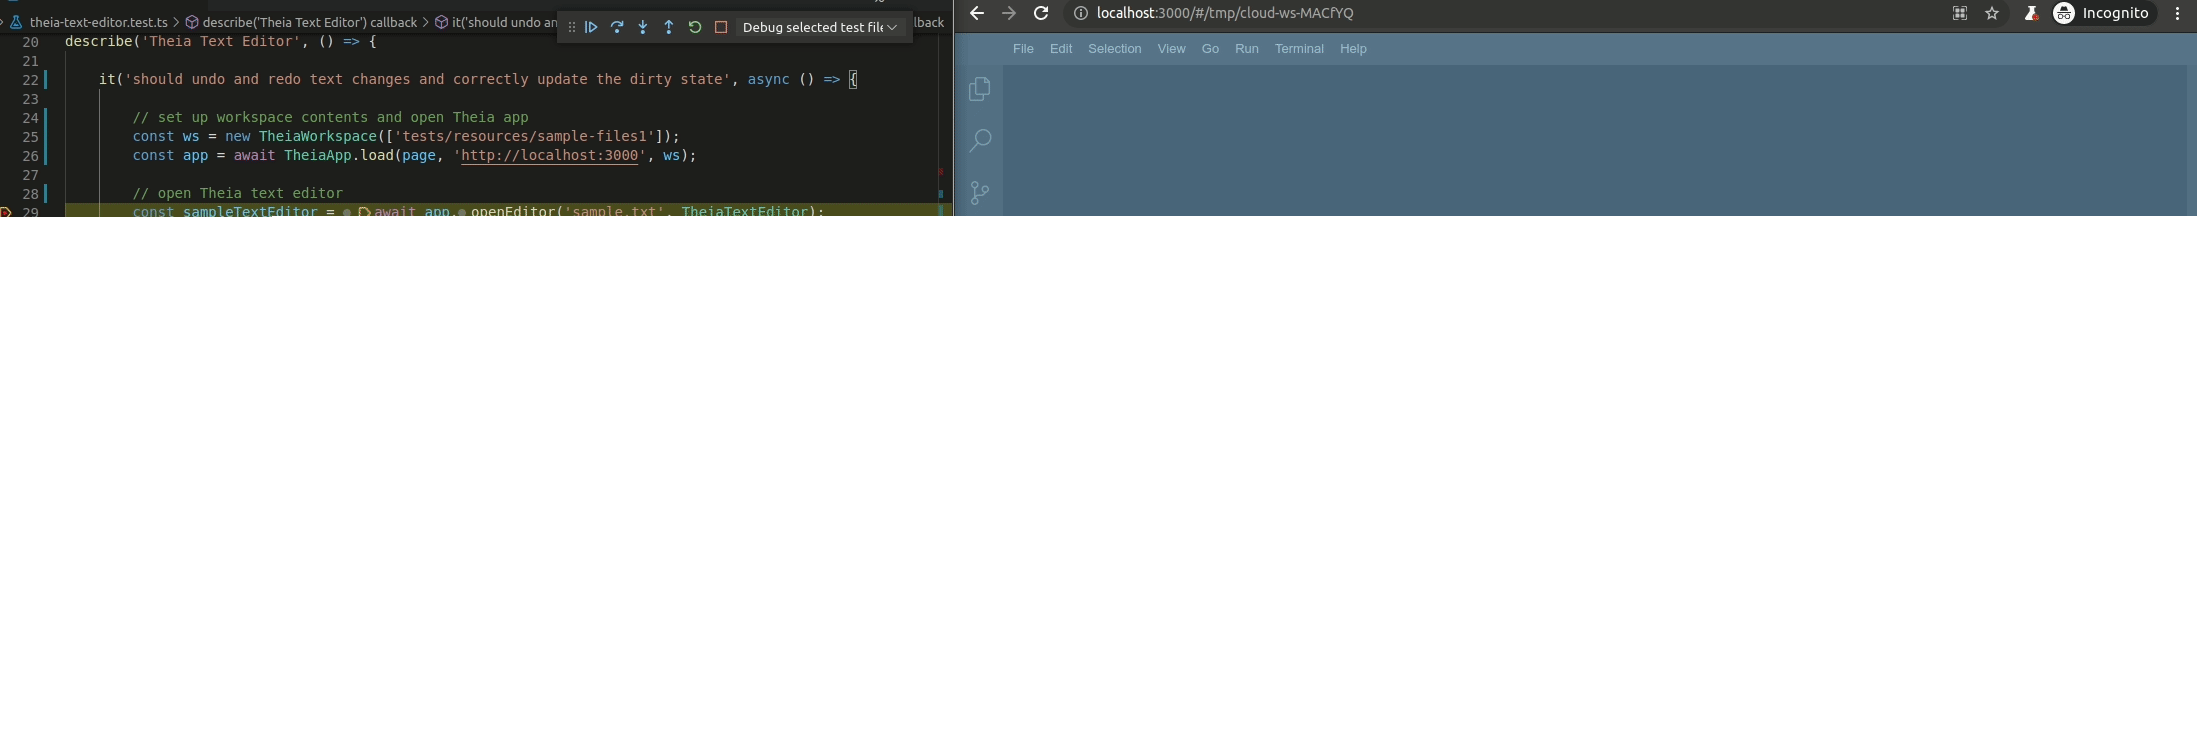 theia-text-editor.test.ts > describe('Theia Text Editor') callback > it('should undo an
Debug selected test file
lback
20 describe('Theia Text Editor', () => {
21
22 it('should undo and redo text changes and correctly update the dirty state', async () => {
23
24 // set up workspace contents and open Theia app
25 const ws = new TheiaWorkspace(['tests/resources/sample-files1']);
26 const app = await TheiaApp.load(page, 'http://localhost:3000', ws);
27
28 // open Theia text editor
29 const sampleTextEditor = await app.openEditor('sample.txt', TheiaTextEditor);
localhost:3000/#/tmp/cloud-ws-MACfYQ
Incognito
File Edit Selection View Go Run Terminal Help